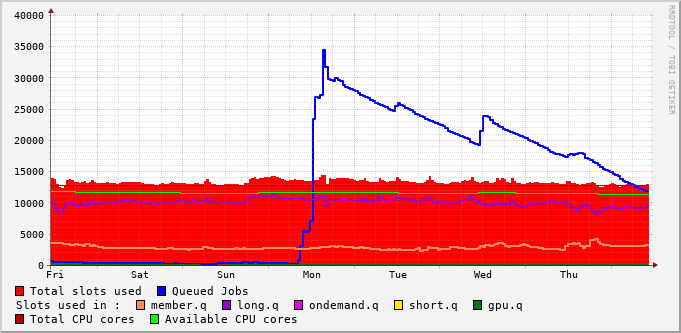 40000
35000
30000
25000
20000
15000
10000
5000
0
Fri Sat Sun Mon Tue Wed Thu
RRDTOOL / TOBI OETIKER
Total slots used Queued Jobs
Slots used in : member.q long.q ondemand.q short.q gpu.q
Total CPU cores Available CPU cores